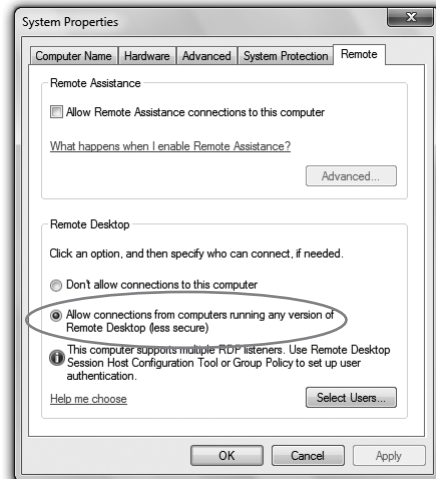 System Properties
Computer Name Hardware Advanced System Protection Remote
Remote Assistance
Allow Remote Assistance connections to this computer
What happens when I enable Remote Assistance?
Advanced...
Remote Desktop
Click an option, and then specify who can connect, if needed.
Don't allow connections to this computer
Allow connections from computers running any version of
Remote Desktop (less secure)
This computer supports multiple RDP listeners. Use Remote Desktop
Session Host Configuration Tool or Group Policy to set up user
authentication.
Help me choose
Select Users...
OK Cancel Apply